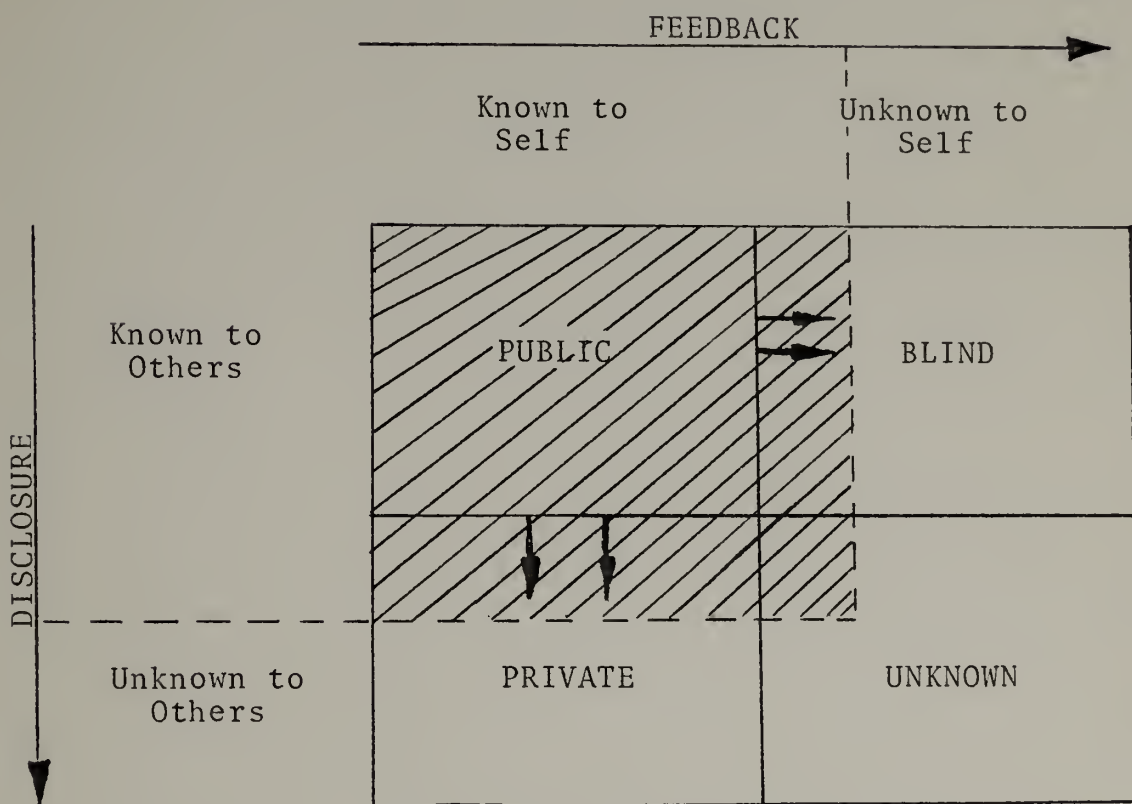 FEEDBACK
Known to
Self
Unknown to
Self
Known to
Others
PUBLIC
BLIND
DISCLOSURE
Unknown to
Others
PRIVATE
UNKNOWN